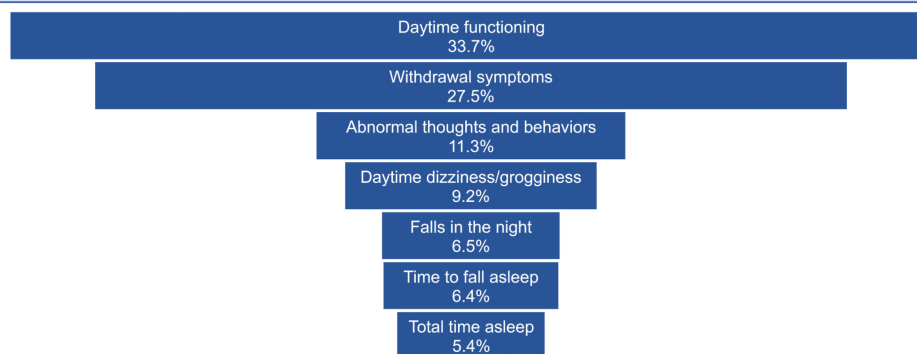 Daytime functioning
33.7%
Withdrawal symptoms
27.5%
Abnormal thoughts and behaviors
11.3%
Daytime dizziness/grogginess
9.2%
Falls in the night
6.5%
Time to fall asleep
6.4%
Total time asleep
5.4%